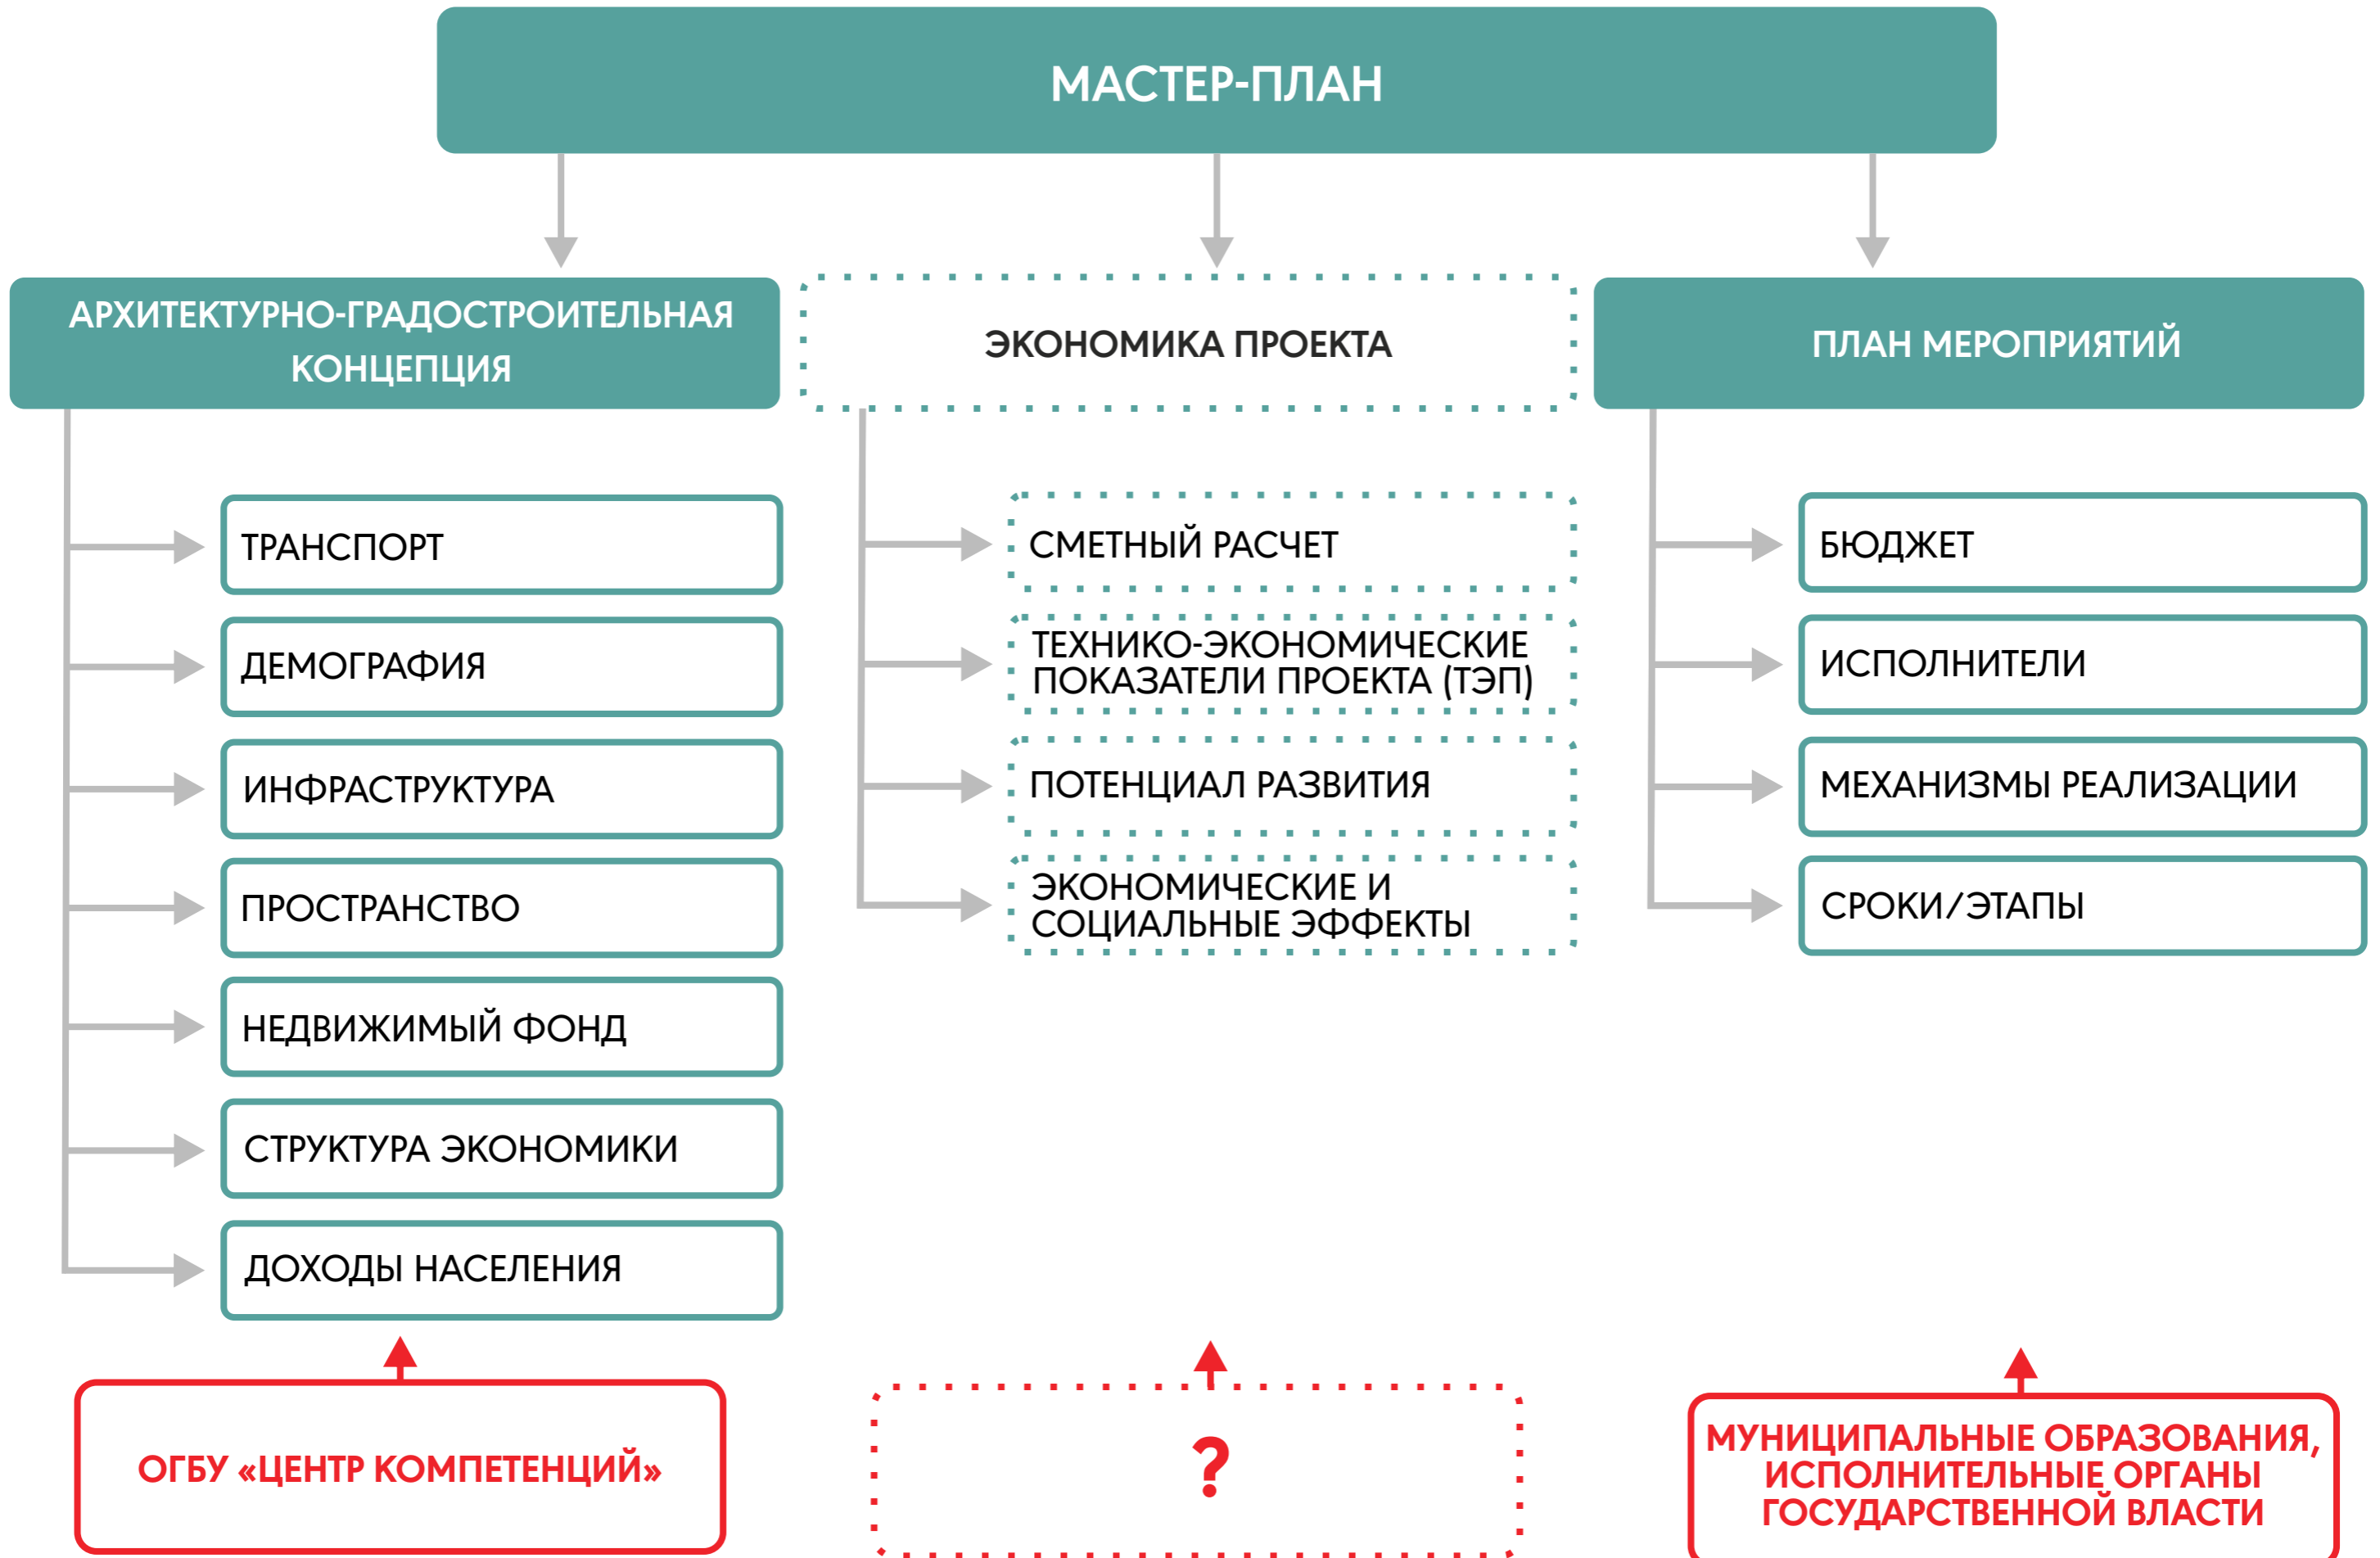 МАСТЕР-ПЛАН
АРХИТЕКТУРНО-ГРАДОСТРОИТЕЛЬНАЯ
КОНЦЕПЦИЯ
ТРАНСПОРТ
ДЕМОГРАФИЯ
ИНФРАСТРУКТУРА
ПРОСТРАНСТВО
НЕДВИЖИМЫЙ ФОНД
СТРУКТУРА ЭКОНОМИКИ
ДОХОДЫ НАСЕЛЕНИЯ
ОГБУ «ЦЕНТР КОМПЕТЕНЦИЙ»
ЭКОНОМИКА ПРОЕКТА
СМЕТНЫЙ РАСЧЕТ
ТЕХНИКО-ЭКОНОМИЧЕСКИЕ
ПОКАЗАТЕЛИ ПРОЕКТА (ТЭП)
ПОТЕНЦИАЛ РАЗВИТИЯ
ЭКОНОМИЧЕСКИЕ И
СОЦИАЛЬНЫЕ ЭФФЕКТЫ
?
ПЛАН МЕРОПРИЯТИЙ
БЮДЖЕТ
ИСПОЛНИТЕЛИ
МЕХАНИЗМЫ РЕАЛИЗАЦИИ
СРОКИ/ЭТАПЫ
МУНИЦИПАЛЬНЫЕ ОБРАЗОВАНИЯ,
ИСПОЛНИТЕЛЬНЫЕ ОРГАНЫ
ГОСУДАРСТВЕННОЙ ВЛАСТИ